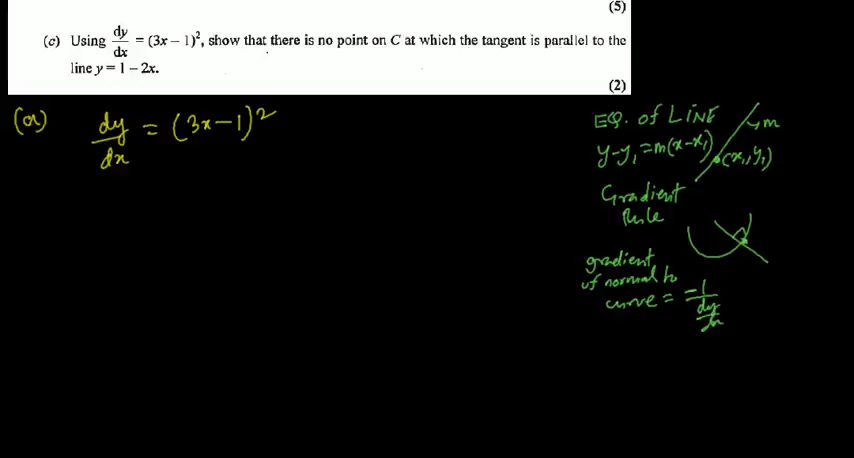 (5)
(c) Using dy/dx = (3x − 1)², show that there is no point on C at which the tangent is parallel to the
line y = 1 − 2x.
(2)
(a) dy/dx = (3x−1)²
EQ. of LINE
m
y-y₁=m(x-x₁)
(x₁,y₁)
Gradient
Rule
gradient
of normal to
curve = -1/(dy/dx)